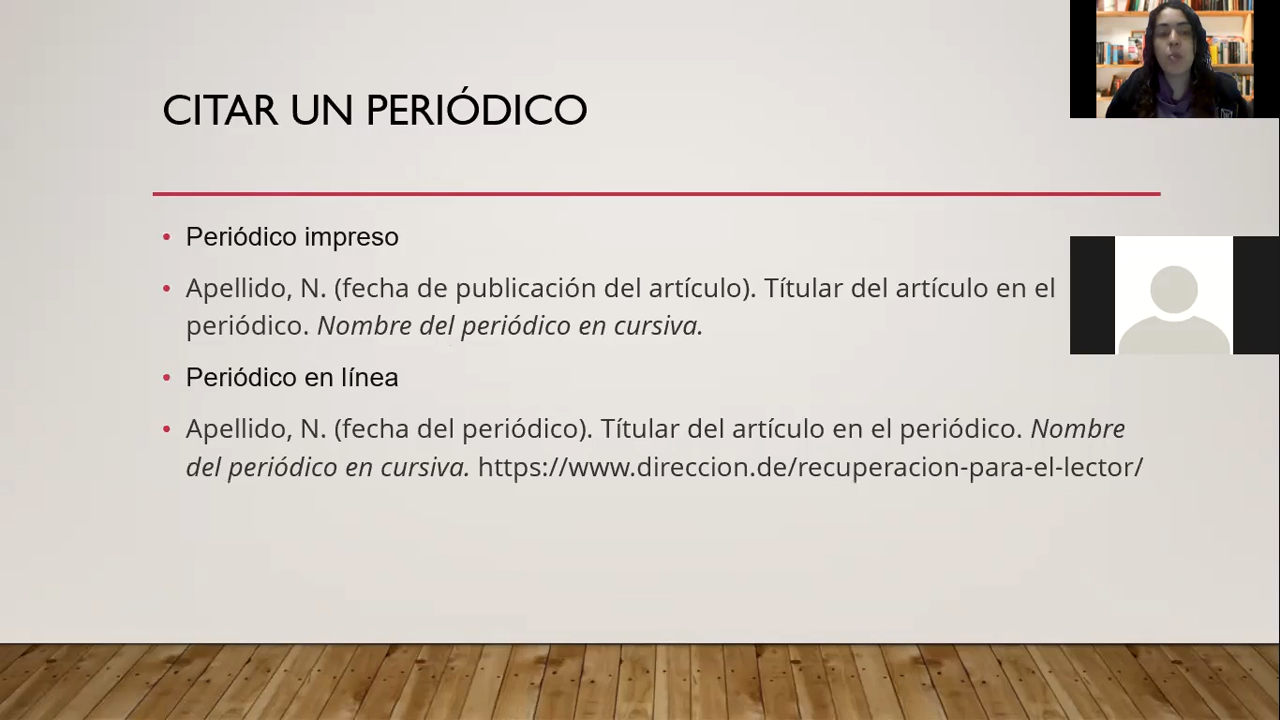 CITAR UN PERIÓDICO
• Periódico impreso
• Apellido, N. (fecha de publicación del artículo). Títular del artículo en el
periódico. Nombre del periódico en cursiva.
• Periódico en línea
• Apellido, N. (fecha del periódico). Títular del artículo en el periódico. Nombre
del periódico en cursiva. https://www.direccion.de/recuperacion-para-el-lector/